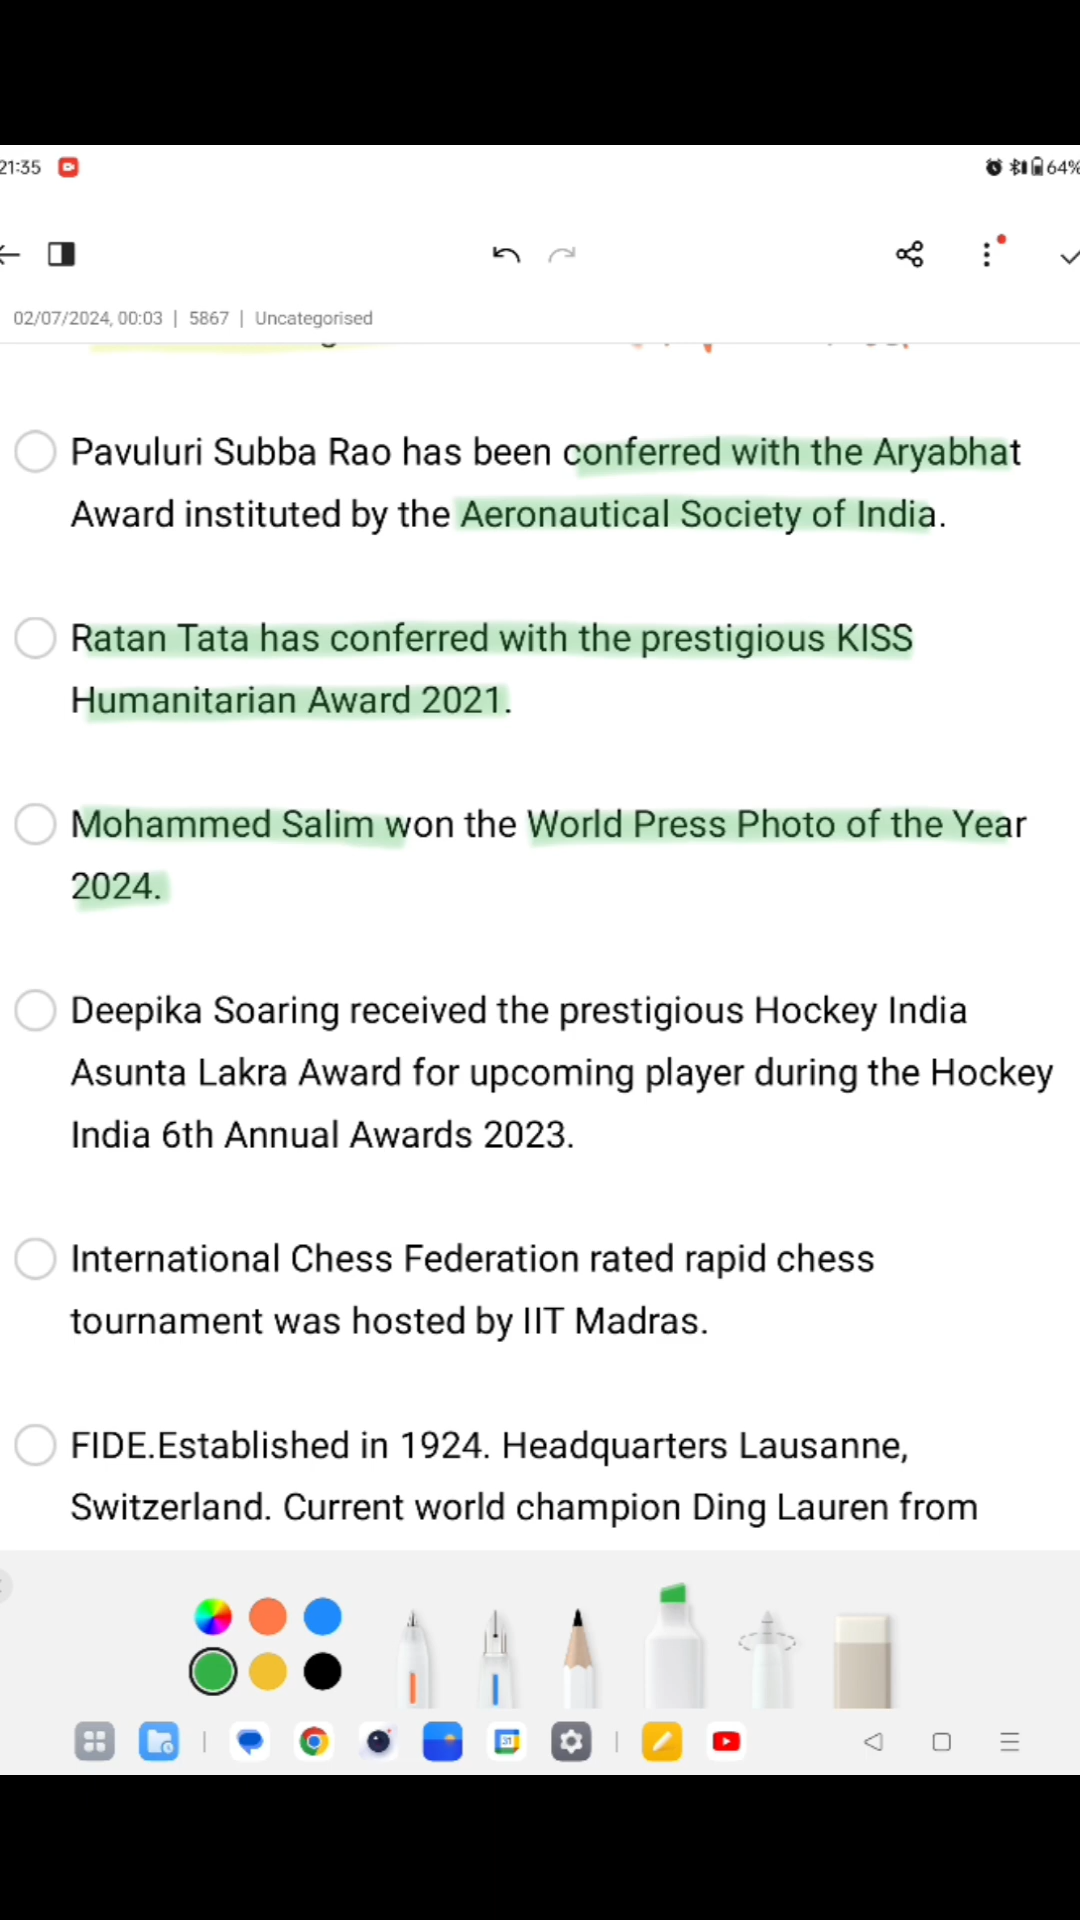 21:35
64%
02/07/2024, 00:03 | 5867 | Uncategorised
Pavuluri Subba Rao has been conferred with the Aryabhat
Award instituted by the Aeronautical Society of India.
Ratan Tata has conferred with the prestigious KISS
Humanitarian Award 2021.
Mohammed Salim won the World Press Photo of the Year
2024.
Deepika Soaring received the prestigious Hockey India
Asunta Lakra Award for upcoming player during the Hockey
India 6th Annual Awards 2023.
International Chess Federation rated rapid chess
tournament was hosted by IIT Madras.
FIDE.Established in 1924. Headquarters Lausanne,
Switzerland. Current world champion Ding Lauren from
31